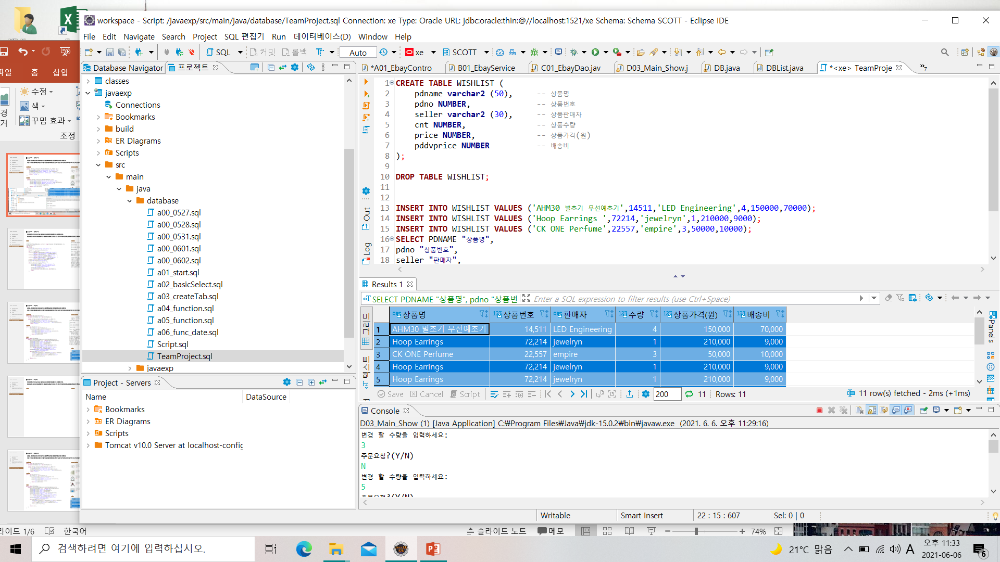 workspace - Script: /javaexp/src/main/java/database/TeamProject.sql Connection: xe Type: Oracle URL: jdbc:oracle:thin:@//localhost:1521/xe Schema: Schema SCOTT - Eclipse IDE
File Edit Navigate Search Project SQL 편집기 Run 데이터베이스(D) Window Help
SQL 커밋 롤백 Auto xe SCOTT
홈 삽입
수정
색
꾸밈 효과
조정
Database Navigator 프로젝트
classes
javaexp
Connections
Bookmarks
build
ER Diagrams
Scripts
src
main
java
database
a00_0527.sql
a00_0528.sql
a00_0531.sql
a00_0601.sql
a00_0602.sql
a01_start.sql
a02_basicSelect.sql
a03_createTab.sql
a04_function.sql
a05_function.sql
a06_func_date.sql
Script.sql
TeamProject.sql
javaexp
Project - Servers
Name DataSource
Bookmarks
ER Diagrams
Scripts
Tomcat v10.0 Server at localhost-config
*A01_EbayContro B01_EbayService C01_EbayDao.jav D03_Main_Show.j DB.java DBList.java *<xe> TeamProje »7
1 CREATE TABLE WISHLIST (
2 pdname varchar2 (50), -- 상품명
3 pdno NUMBER, -- 상품번호
4 seller varchar2 (30), -- 상품판매자
5 cnt NUMBER, -- 상품수량
6 price NUMBER, -- 상품가격(원)
7 pddvprice NUMBER -- 배송비
8 );
9
10 DROP TABLE WISHLIST;
11
12
13 INSERT INTO WISHLIST VALUES ('AHM30 벌초기 무선예초기',14511,'LED Engineering',4,150000,70000);
14 INSERT INTO WISHLIST VALUES ('Hoop Earrings ',72214,'jewelryn',1,210000,9000);
15 INSERT INTO WISHLIST VALUES ('CK ONE Perfume',22557,'empire',3,50000,10000);
16 SELECT PDNAME "상품명",
17 pdno "상품번호",
18 seller "판매자",
Out
Log
Results 1
SELECT PDNAME "상품명", pdno "상품번 Enter a SQL expression to filter results (use Ctrl+Space)
그리드
텍스트
Panels
상품명 상품번호 판매자 수량 상품가격(원) 배송비
1 AHM30 벌초기 무선예초기 14,511 LED Engineering 4 150,000 70,000
2 Hoop Earrings 72,214 jewelryn 1 210,000 9,000
3 CK ONE Perfume 22,557 empire 3 50,000 10,000
4 Hoop Earrings 72,214 jewelryn 1 210,000 9,000
5 Hoop Earrings 72,214 jewelryn 1 210,000 9,000
Save Cancel Script 200 11 Rows: 11 11 row(s) fetched - 2ms (+1ms)
Console
D03_Main_Show (1) [Java Application] C:₩Program Files₩Java₩jdk-15.0.2₩bin₩javaw.exe (2021. 6. 6. 오후 11:29:16)
변경 할 수량을 입력하세요:
3
주문요청?(Y/N)
N
변경 할 수량을 입력하세요:
5
주문요청?(Y/N)
Writable Smart Insert 22 : 15 : 607 Sel: 0 | 0
라이드 1/6 한국어 슬라이드 노트 메모 74%
검색하려면 여기에 입력하십시오.
21°C 맑음 A 오후 11:33
2021-06-06
6